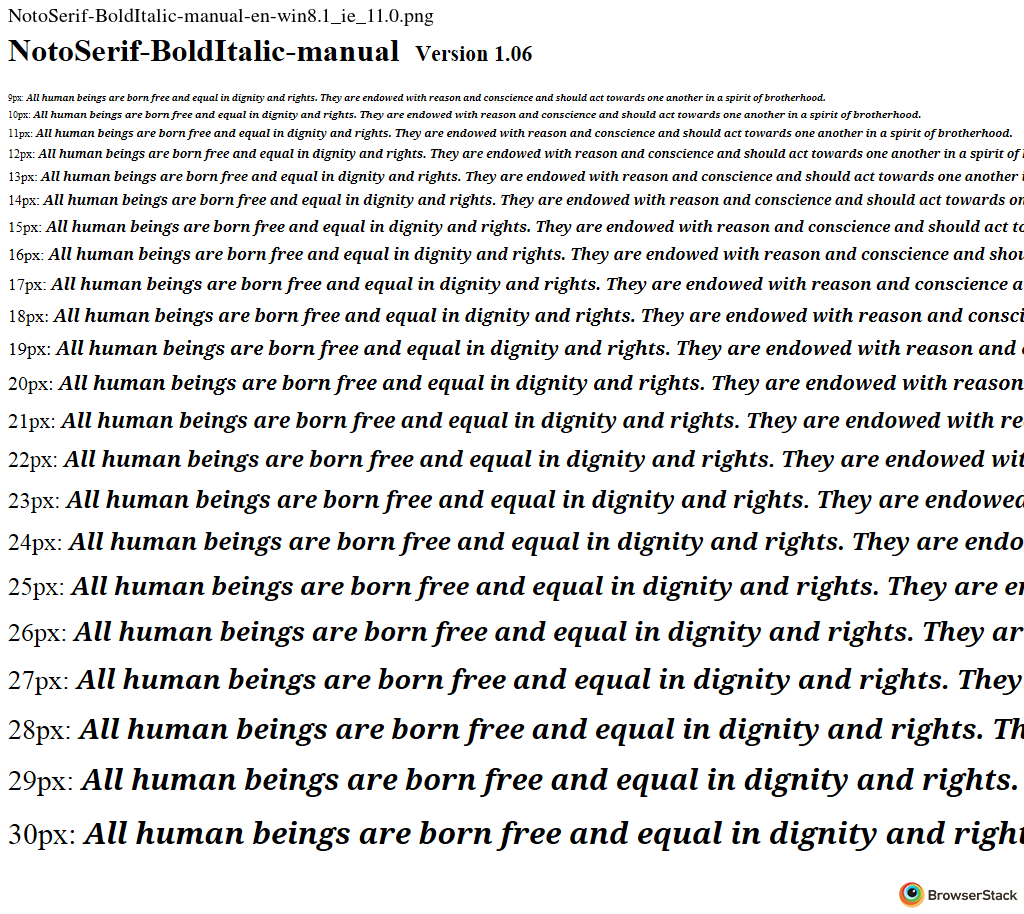 NotoSerif-BoldItalic-manual-en-win8.1_ie_11.0.png
NotoSerif-BoldItalic-manual Version 1.06
9px: All human beings are born free and equal in dignity and rights. They are endowed with reason and conscience and should act towards one another in a spirit of brotherhood.
10px: All human beings are born free and equal in dignity and rights. They are endowed with reason and conscience and should act towards one another in a spirit of brotherhood.
11px: All human beings are born free and equal in dignity and rights. They are endowed with reason and conscience and should act towards one another in a spirit of brotherhood.
12px: All human beings are born free and equal in dignity and rights. They are endowed with reason and conscience and should act towards one another in a spirit of
13px: All human beings are born free and equal in dignity and rights. They are endowed with reason and conscience and should act towards one another
14px: All human beings are born free and equal in dignity and rights. They are endowed with reason and conscience and should act towards on
15px: All human beings are born free and equal in dignity and rights. They are endowed with reason and conscience and should act to
16px: All human beings are born free and equal in dignity and rights. They are endowed with reason and conscience and shou
17px: All human beings are born free and equal in dignity and rights. They are endowed with reason and conscience a
18px: All human beings are born free and equal in dignity and rights. They are endowed with reason and consci
19px: All human beings are born free and equal in dignity and rights. They are endowed with reason and
20px: All human beings are born free and equal in dignity and rights. They are endowed with reason
21px: All human beings are born free and equal in dignity and rights. They are endowed with re
22px: All human beings are born free and equal in dignity and rights. They are endowed wit
23px: All human beings are born free and equal in dignity and rights. They are endowed
24px: All human beings are born free and equal in dignity and rights. They are endo
25px: All human beings are born free and equal in dignity and rights. They are en
26px: All human beings are born free and equal in dignity and rights. They ar
27px: All human beings are born free and equal in dignity and rights. They
28px: All human beings are born free and equal in dignity and rights. Th
29px: All human beings are born free and equal in dignity and rights.
30px: All human beings are born free and equal in dignity and right
BrowserStack